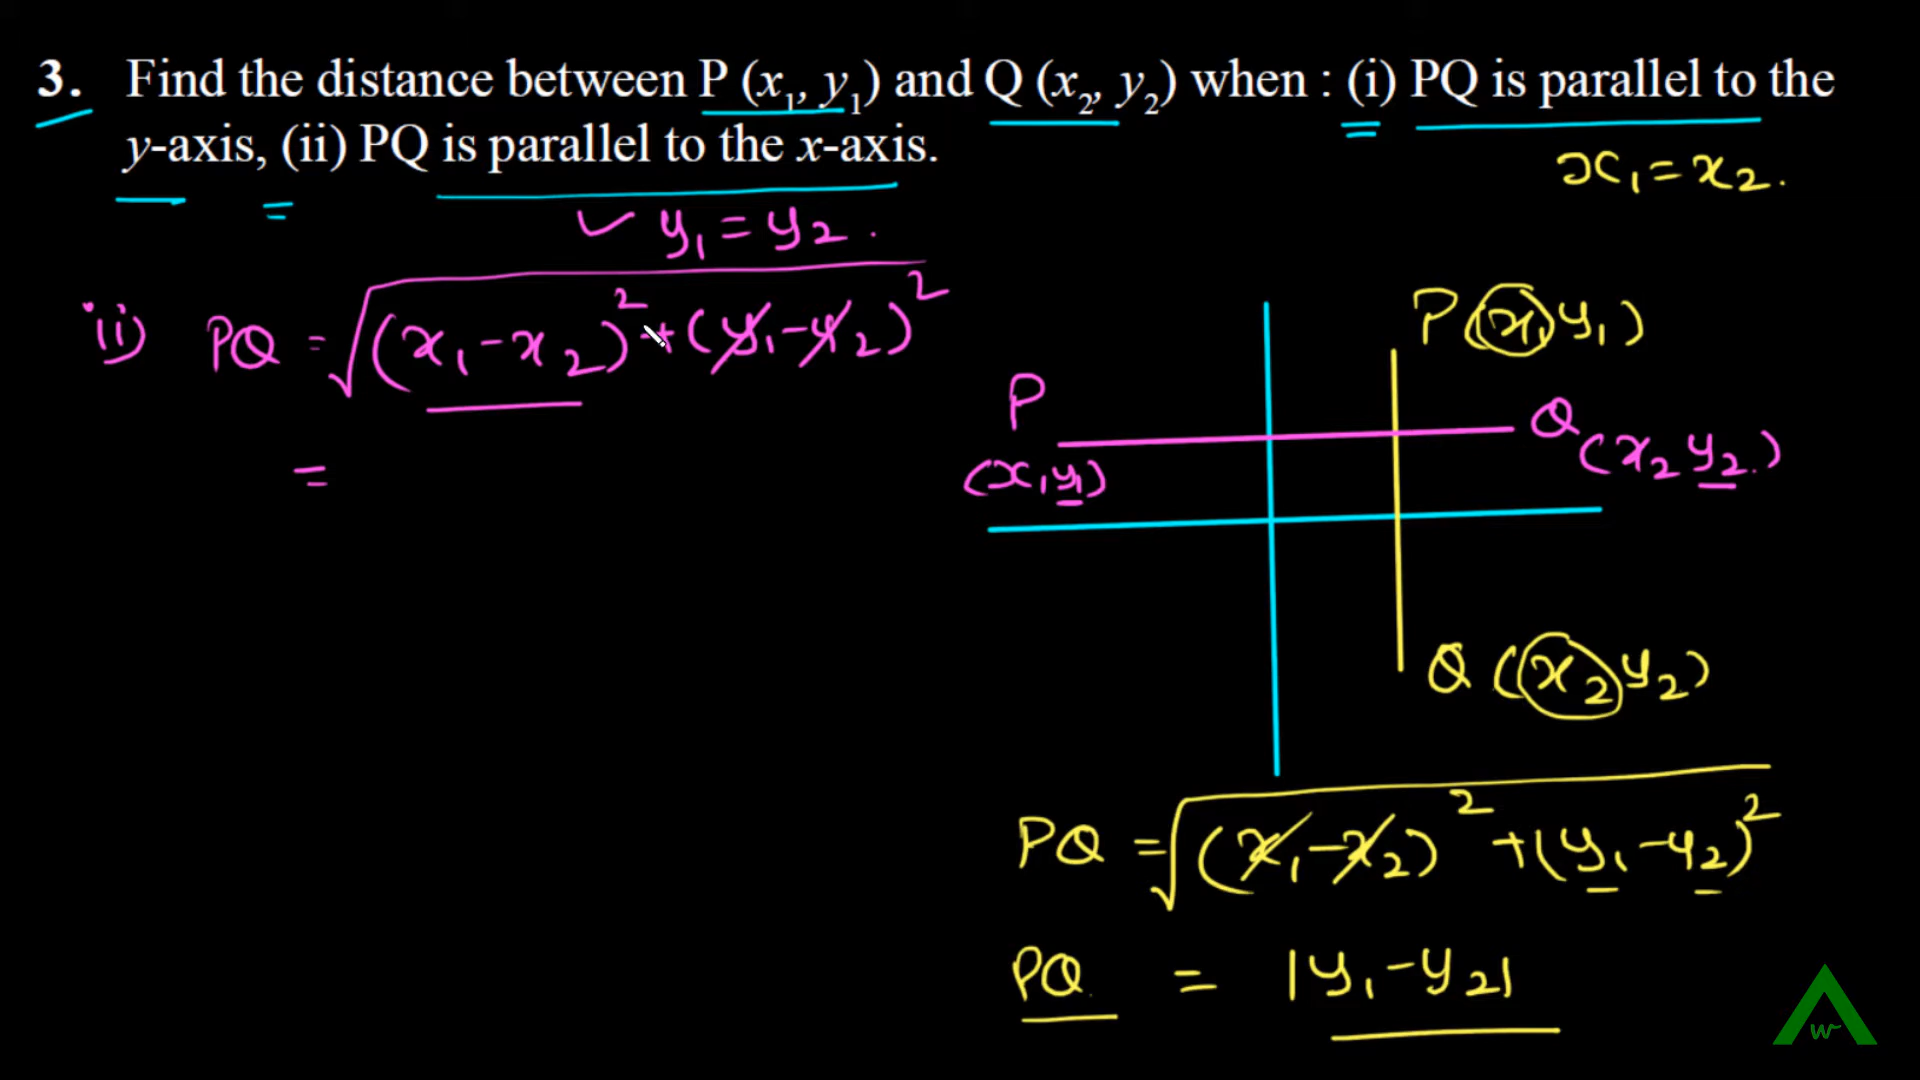 3. Find the distance between P (x₁, y₁) and Q (x₂, y₂) when : (i) PQ is parallel to the
y-axis, (ii) PQ is parallel to the x-axis.
x₁ = x₂.
✓ y₁ = y₂.
ii) PQ = √(x₁ - x₂)² + (y₁ - y₂)²
=
P (x₁ y₁)
P
Q (x₂ y₂.)
(x₁ y₁)
Q (x₂ y₂)
PQ = √(x₁ - x₂)² + (y₁ - y₂)²
PQ = |y₁ - y₂|
w